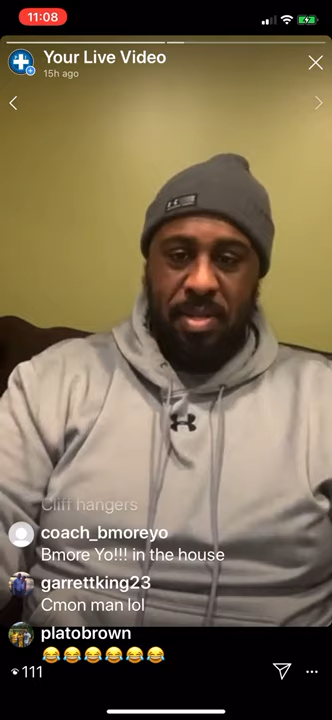 11:08
Your Live Video
15h ago
Cliff hangers
coach_bmoreyo
Bmore Yo!!! in the house
garrettking23
Cmon man lol
platobrown
😂😂😂😂😂😂
111